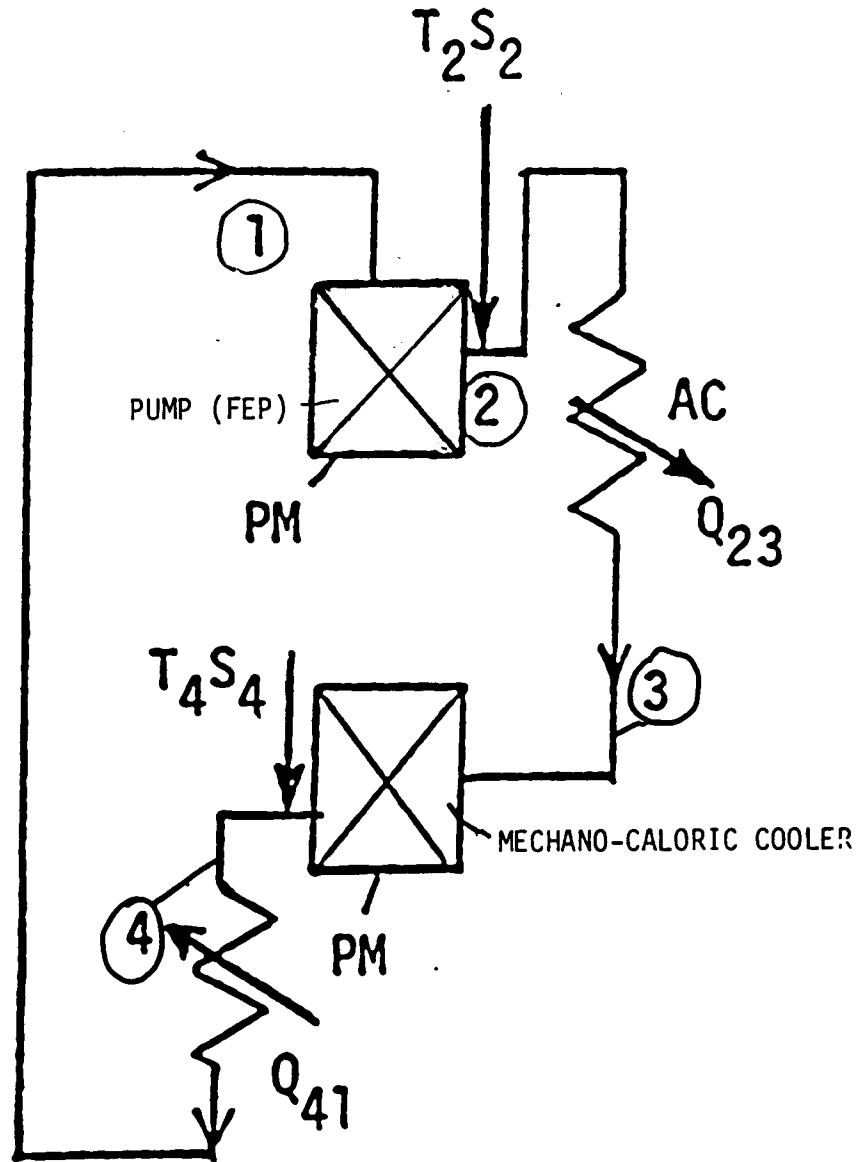 T₂S₂
1
PUMP (FEP)
2
AC
PM
Q₂₃
T₄S₄
3
MECHANO-CALORIC COOLER
4
PM
Q₄₁